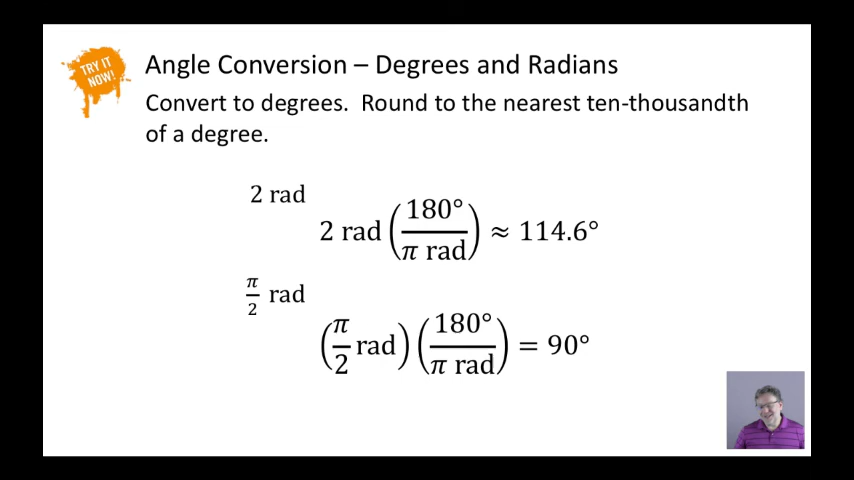 TRY IT
NOW!
Angle Conversion – Degrees and Radians
Convert to degrees.  Round to the nearest ten-thousandth
of a degree.
2 rad
2 rad (180°/π rad) ≈ 114.6°
π/2 rad
(π/2 rad)(180°/π rad) = 90°